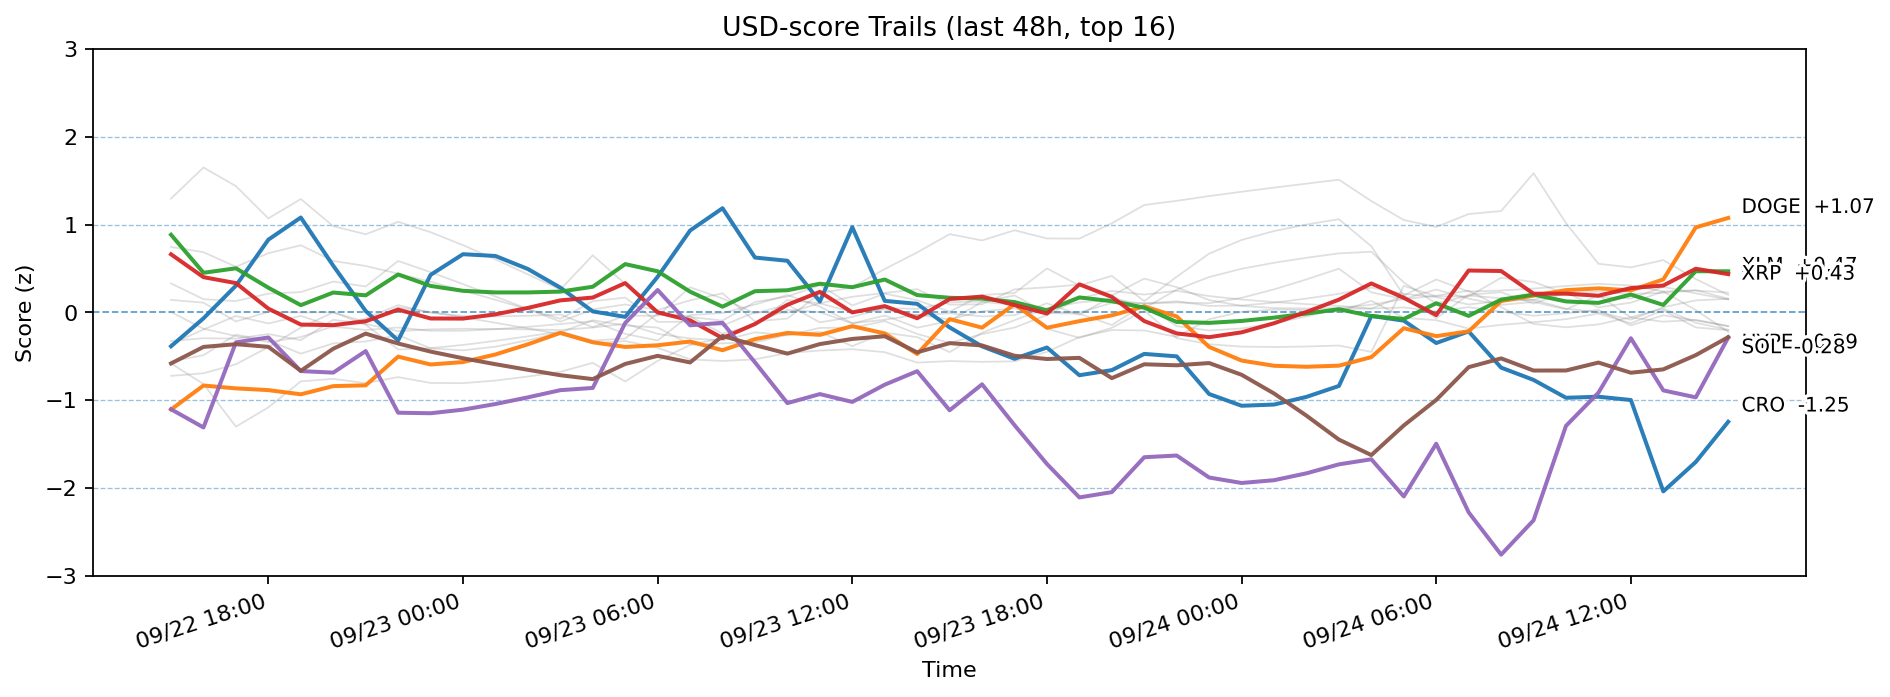 USD-score Trails (last 48h, top 16)
3
2
1
0
−1
−2
−3
Score (z)
DOGE +1.07
XRP +0.43
CRO -1.25
09/22 18:00
09/23 00:00
09/23 06:00
09/23 12:00
09/23 18:00
09/24 00:00
09/24 06:00
09/24 12:00
Time